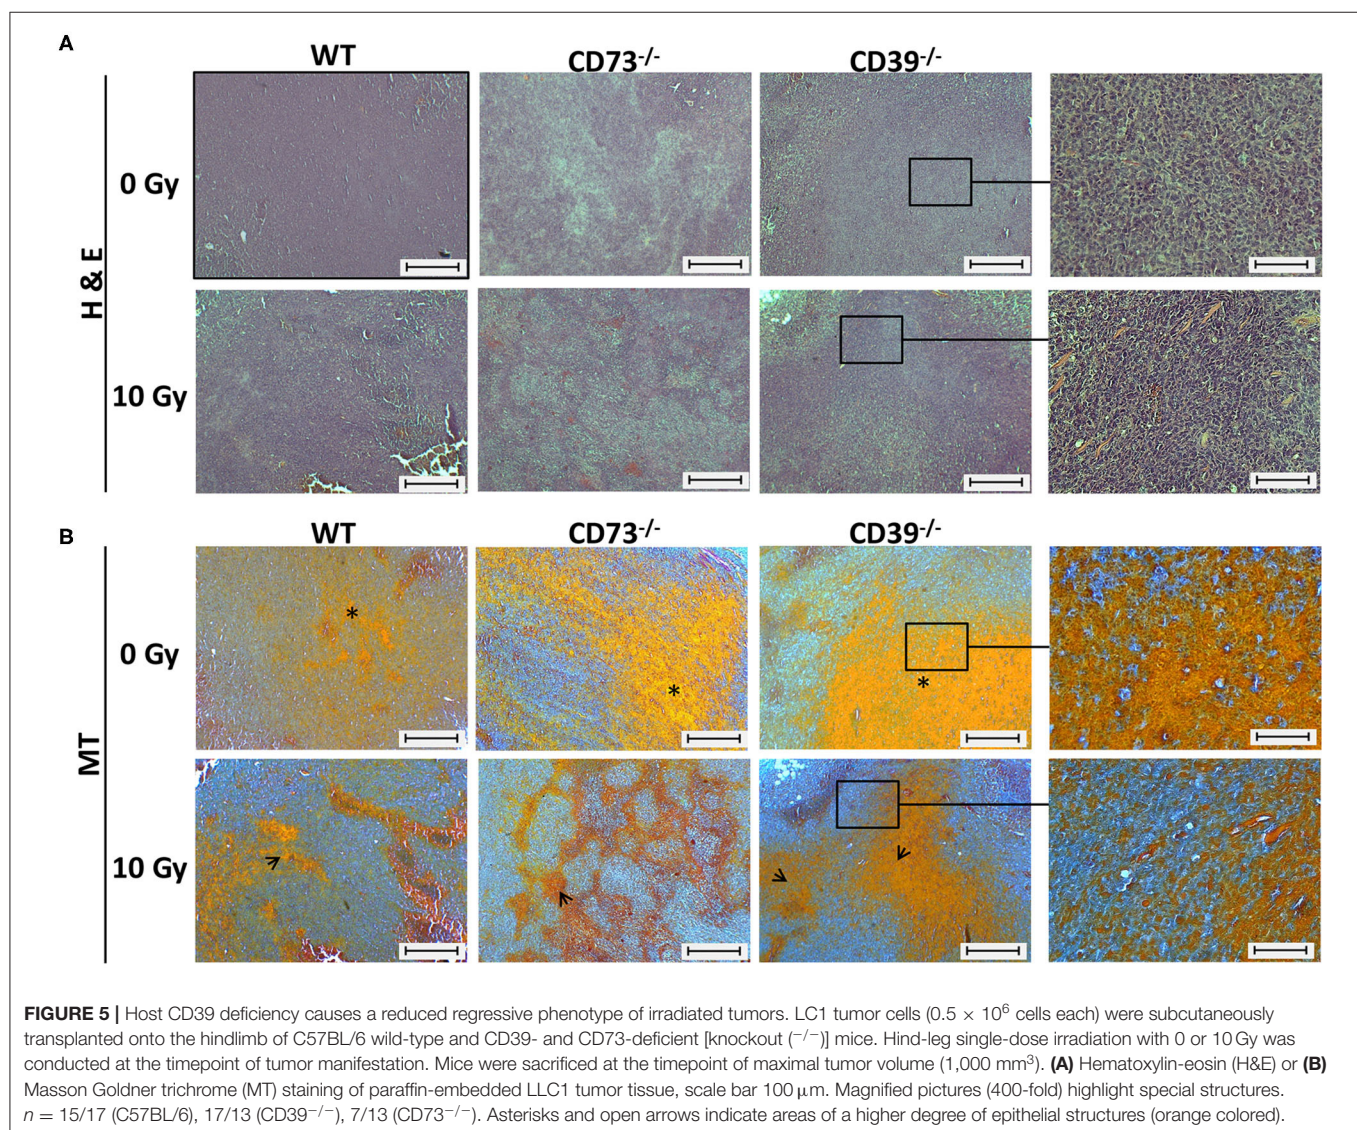 A
WT
CD73-/-
CD39-/-
H & E
0 Gy
10 Gy
B
WT
CD73-/-
CD39-/-
MT
0 Gy
*
*
*
10 Gy
FIGURE 5 | Host CD39 deficiency causes a reduced regressive phenotype of irradiated tumors. LC1 tumor cells (0.5 × 10⁶ cells each) were subcutaneously
transplanted onto the hindlimb of C57BL/6 wild-type and CD39- and CD73-deficient [knockout (⁻/⁻)] mice. Hind-leg single-dose irradiation with 0 or 10 Gy was
conducted at the timepoint of tumor manifestation. Mice were sacrificed at the timepoint of maximal tumor volume (1,000 mm³). (A) Hematoxylin-eosin (H&E) or (B)
Masson Goldner trichrome (MT) staining of paraffin-embedded LLC1 tumor tissue, scale bar 100 μm. Magnified pictures (400-fold) highlight special structures.
n = 15/17 (C57BL/6), 17/13 (CD39⁻/⁻), 7/13 (CD73⁻/⁻). Asterisks and open arrows indicate areas of a higher degree of epithelial structures (orange colored).